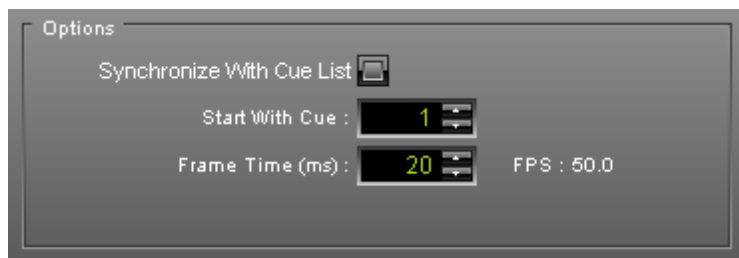 Options
Synchronize With Cue List
Start With Cue : 1
Frame Time (ms) : 20 FPS : 50.0